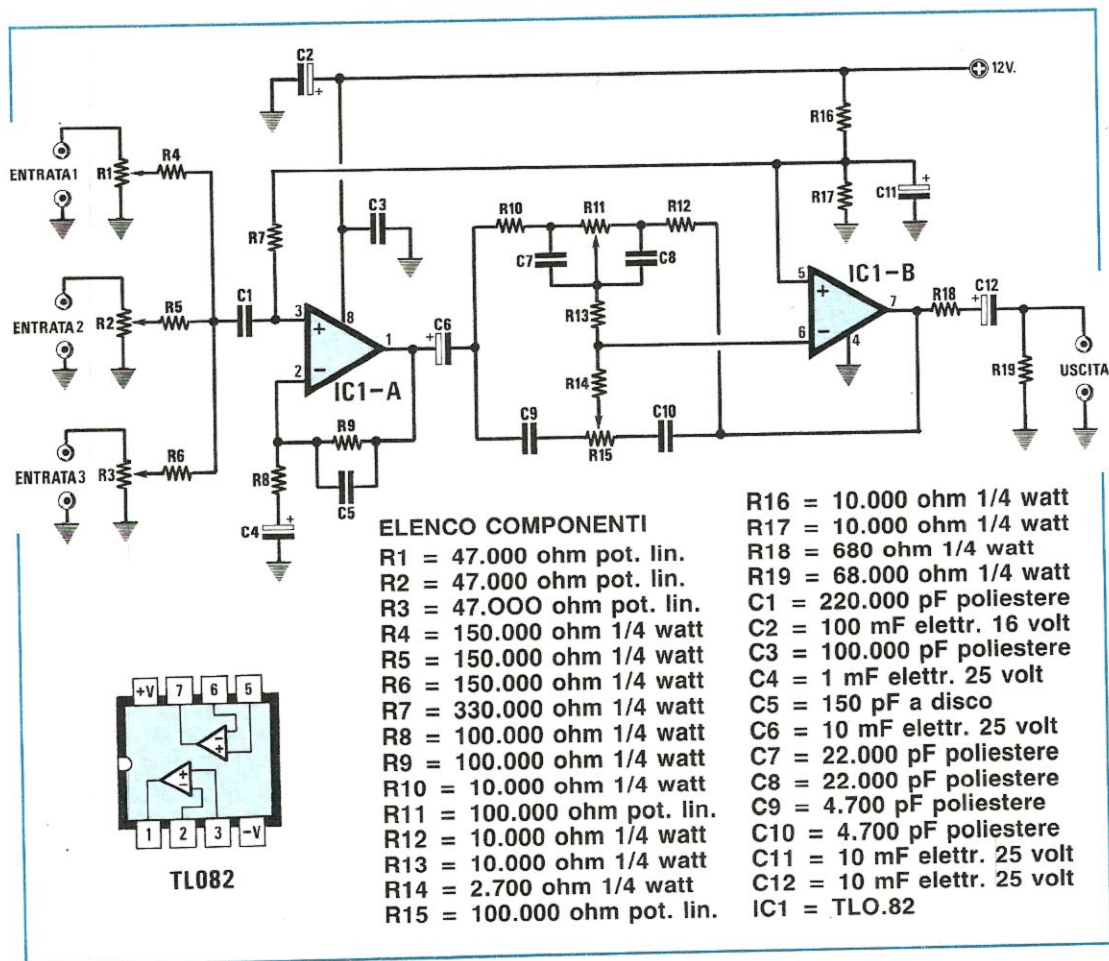 C2
+
12V.
R16
R4
ENTRATA1
R1
R17
C11
+
R7
C3
R10
R11
R12
C7
C8
IC1-B
C1
3
+
8
5
+
7
R18
C12
+
R5
ENTRATA2
R2
R13
6
−
4
C6
+
1
2
−
IC1-A
R14
R19
USCITA
C9
C10
R15
R9
R8
C5
R6
ENTRATA3
R3
C4
+
ELENCO COMPONENTI
R1 = 47.000 ohm pot. lin.
R2 = 47.000 ohm pot. lin.
R3 = 47.OOO ohm pot. lin.
R4 = 150.000 ohm 1/4 watt
R5 = 150.000 ohm 1/4 watt
R6 = 150.000 ohm 1/4 watt
R7 = 330.000 ohm 1/4 watt
R8 = 100.000 ohm 1/4 watt
R9 = 100.000 ohm 1/4 watt
R10 = 10.000 ohm 1/4 watt
R11 = 100.000 ohm pot. lin.
R12 = 10.000 ohm 1/4 watt
R13 = 10.000 ohm 1/4 watt
R14 = 2.700 ohm 1/4 watt
R15 = 100.000 ohm pot. lin.
R16 = 10.000 ohm 1/4 watt
R17 = 10.000 ohm 1/4 watt
R18 = 680 ohm 1/4 watt
R19 = 68.000 ohm 1/4 watt
C1 = 220.000 pF poliestere
C2 = 100 mF elettr. 16 volt
C3 = 100.000 pF poliestere
C4 = 1 mF elettr. 25 volt
C5 = 150 pF a disco
C6 = 10 mF elettr. 25 volt
C7 = 22.000 pF poliestere
C8 = 22.000 pF poliestere
C9 = 4.700 pF poliestere
C10 = 4.700 pF poliestere
C11 = 10 mF elettr. 25 volt
C12 = 10 mF elettr. 25 volt
IC1 = TLO.82
+V 7 6 5
1 2 3 −V
TL082